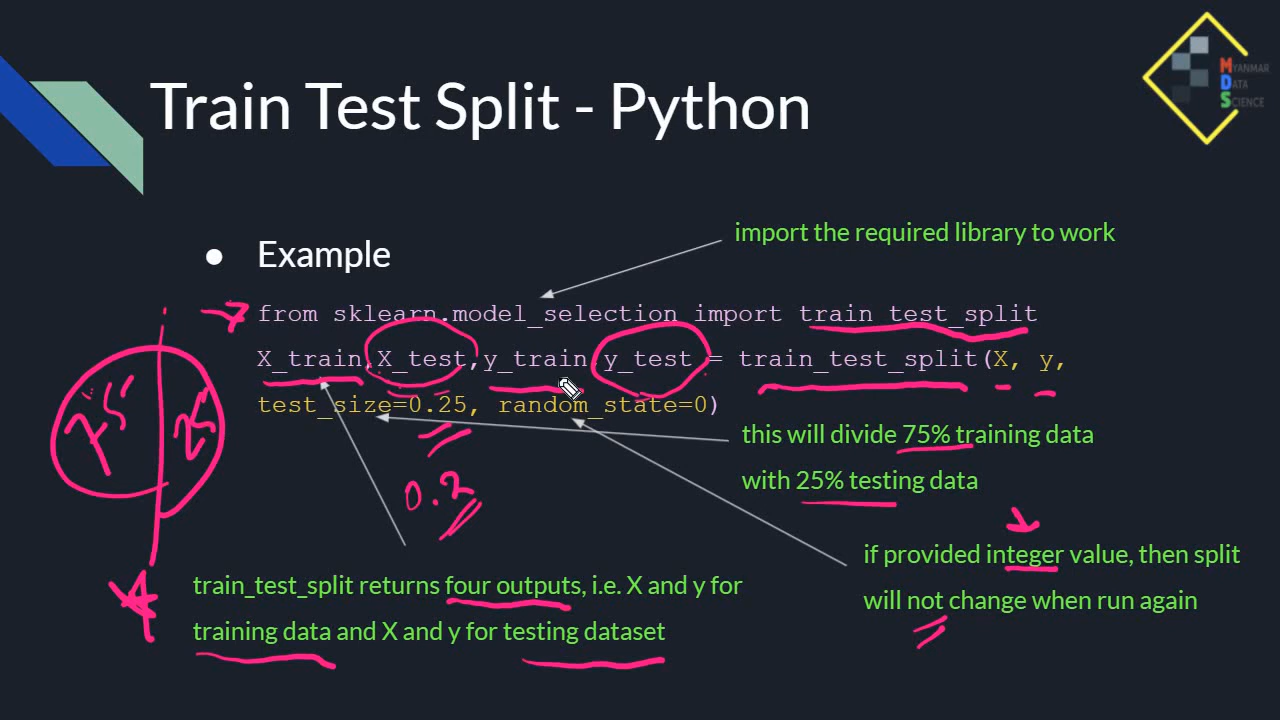 MYANMAR
DATA
SCIENCE
Train Test Split - Python
import the required library to work
● Example
from sklearn.model_selection import train_test_split
X_train,X_test,y_train,y_test = train_test_split(X, y,
test_size=0.25, random_state=0)
75 25
this will divide 75% training data
with 25% testing data
0.2
if provided integer value, then split
will not change when run again
train_test_split returns four outputs, i.e. X and y for
training data and X and y for testing dataset